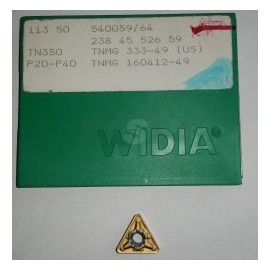 113 50 540059/64
238 45 526 59
TN350 TNMG 333-49 (US)
P20-P40 TNMG 160412-49
WIDIA